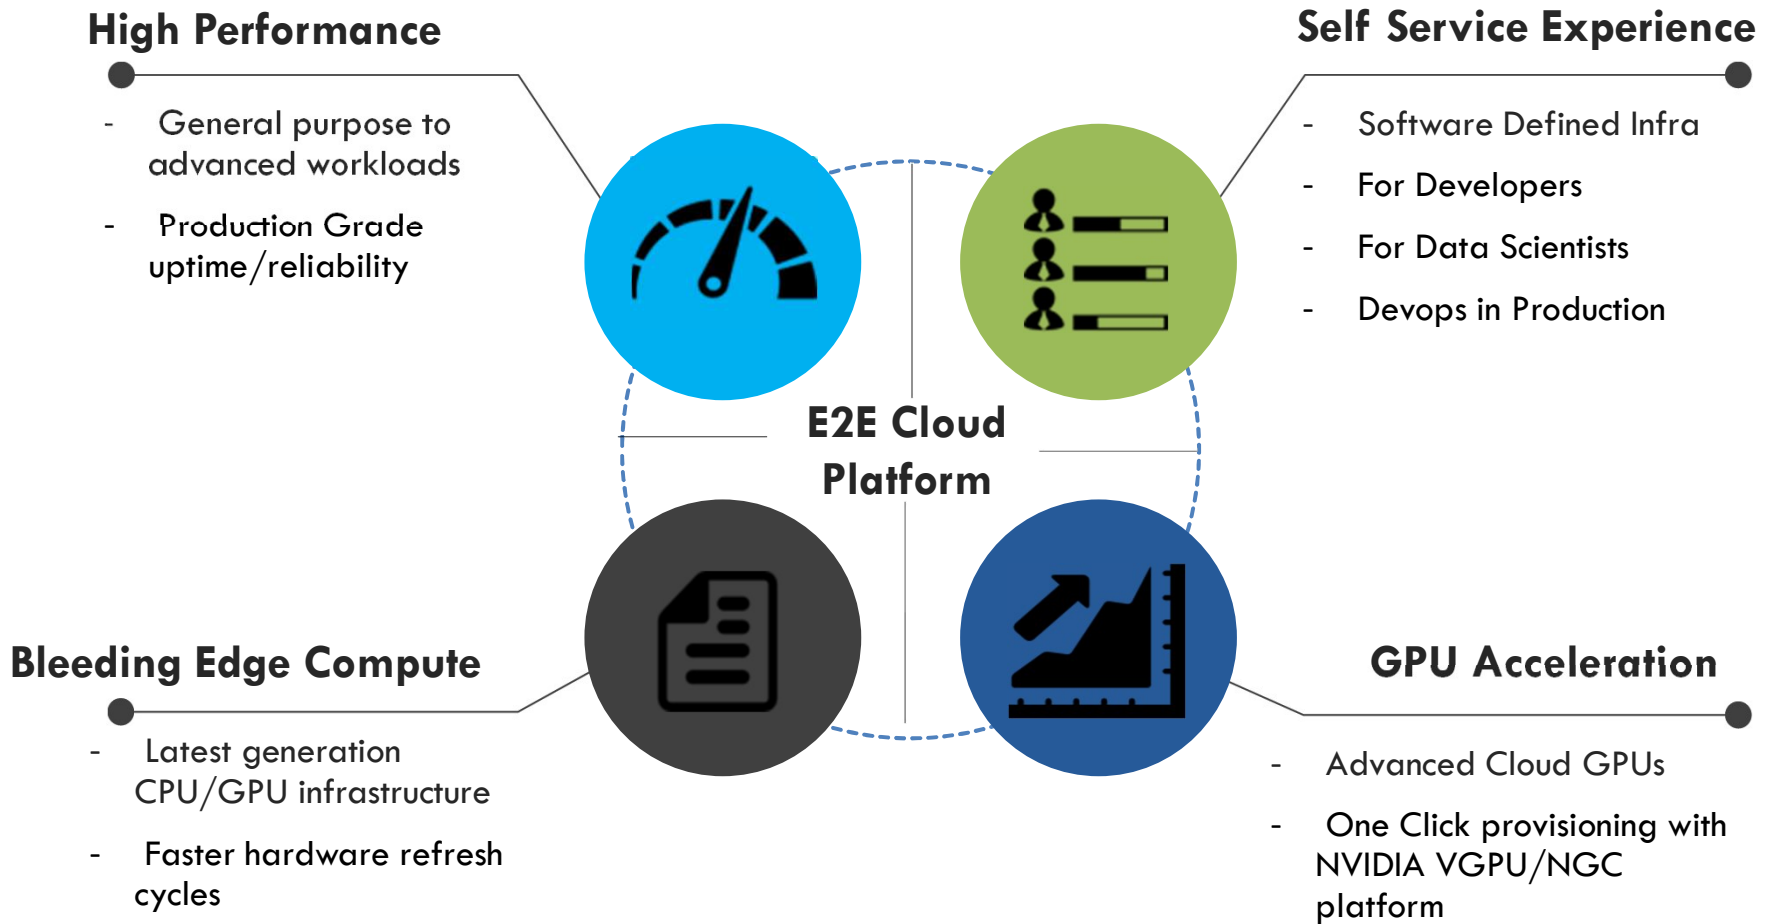 High Performance
- General purpose to
advanced workloads
- Production Grade
uptime/reliability
Self Service Experience
- Software Defined Infra
- For Developers
- For Data Scientists
- Devops in Production
E2E Cloud
Platform
Bleeding Edge Compute
- Latest generation
CPU/GPU infrastructure
- Faster hardware refresh
cycles
GPU Acceleration
- Advanced Cloud GPUs
- One Click provisioning with
NVIDIA VGPU/NGC
platform